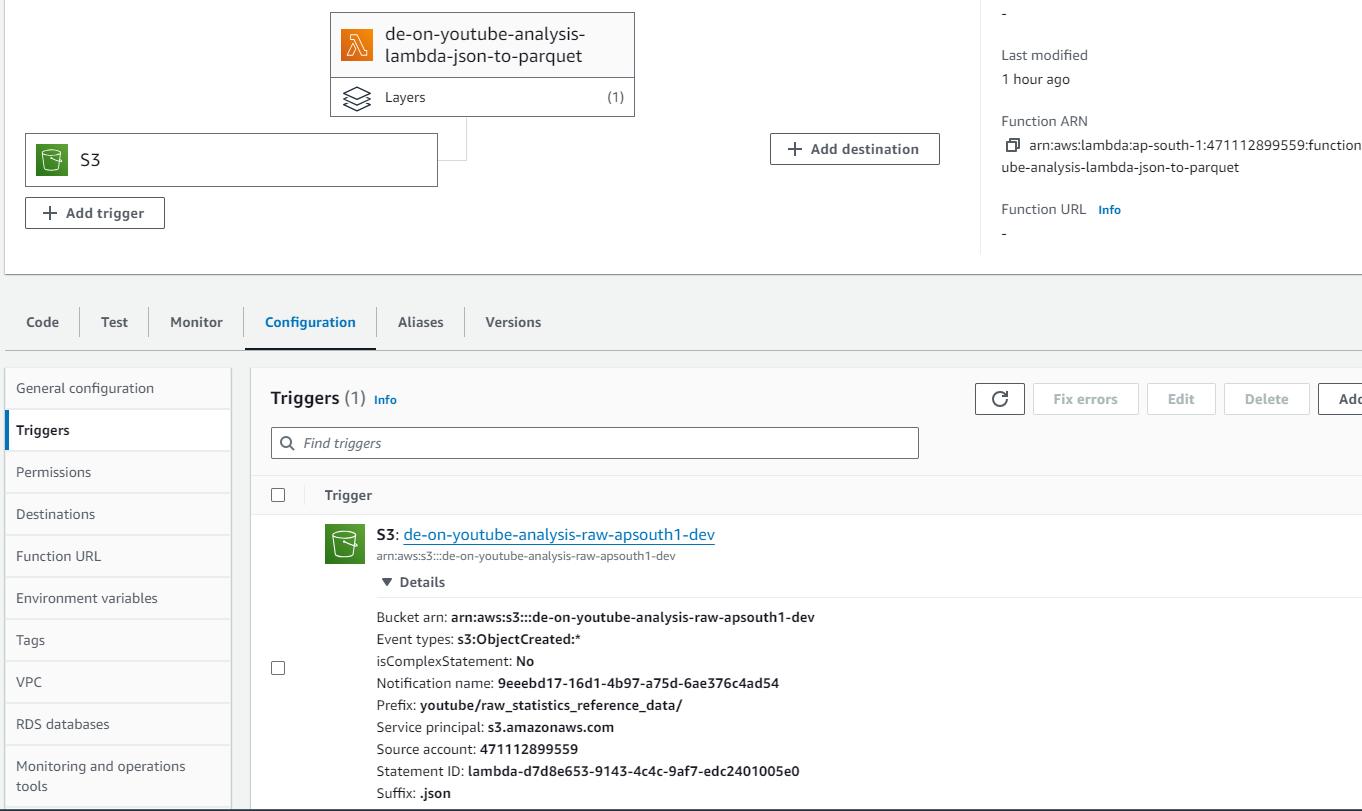 de-on-youtube-analysis-
lambda-json-to-parquet
Layers (1)
S3
+ Add trigger
+ Add destination
-
Last modified
1 hour ago
Function ARN
arn:aws:lambda:ap-south-1:471112899559:function
ube-analysis-lambda-json-to-parquet
Function URL Info
-
Code Test Monitor Configuration Aliases Versions
General configuration
Triggers
Permissions
Destinations
Function URL
Environment variables
Tags
VPC
RDS databases
Monitoring and operations
tools
Triggers (1) Info
Fix errors Edit Delete Add
Find triggers
Trigger
S3: de-on-youtube-analysis-raw-apsouth1-dev
arn:aws:s3:::de-on-youtube-analysis-raw-apsouth1-dev
▼ Details
Bucket arn: arn:aws:s3:::de-on-youtube-analysis-raw-apsouth1-dev
Event types: s3:ObjectCreated:*
isComplexStatement: No
Notification name: 9eeebd17-16d1-4b97-a75d-6ae376c4ad54
Prefix: youtube/raw_statistics_reference_data/
Service principal: s3.amazonaws.com
Source account: 471112899559
Statement ID: lambda-d7d8e653-9143-4c4c-9af7-edc2401005e0
Suffix: .json